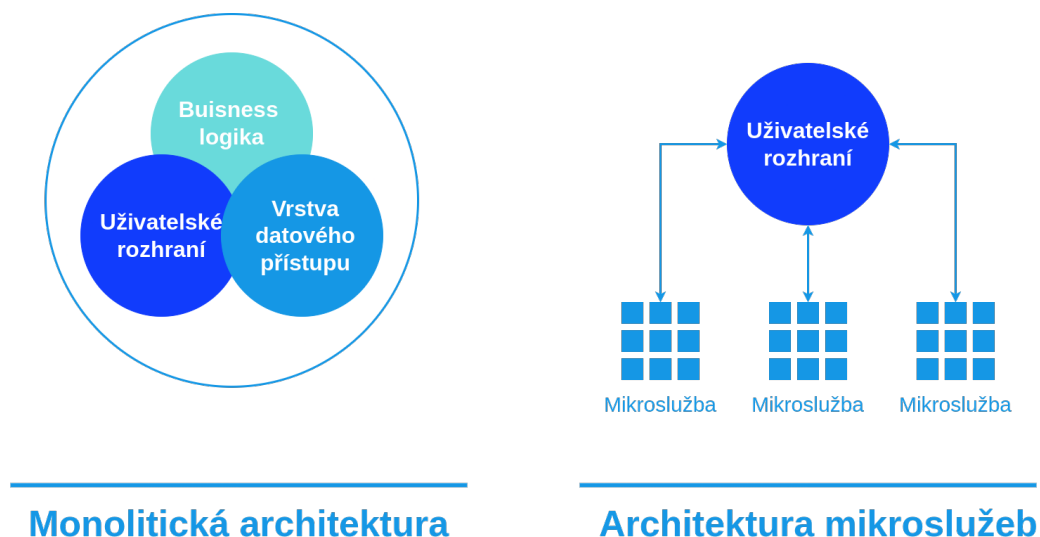 Buisness
logika
Uživatelské
rozhraní
Vrstva
datového
přístupu
Monolitická architektura
Uživatelské
rozhraní
Mikroslužba
Mikroslužba
Mikroslužba
Architektura mikroslužeb